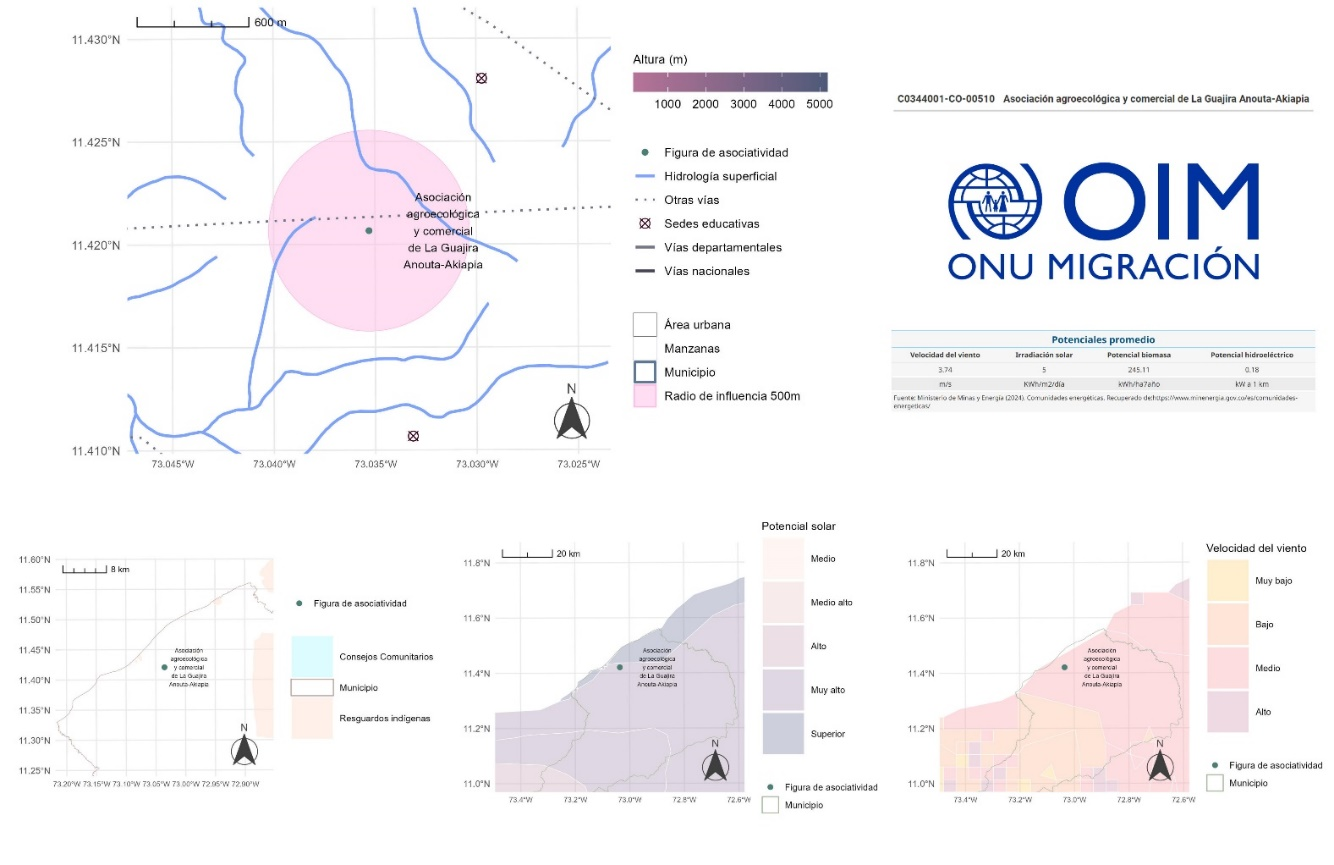 600 m
11.430°N
11.425°N
11.420°N
11.415°N
11.410°N
73.045°W
73.040°W
73.035°W
73.030°W
73.025°W
Asociación
agroecológica
y comercial
de La Guajira
Anouta-Akiapia
N
Altura (m)
1000 2000 3000 4000 5000
Figura de asociatividad
Hidrología superficial
Otras vías
Sedes educativas
Vías departamentales
Vías nacionales
Área urbana
Manzanas
Municipio
Radio de influencia 500m
C0344001-CO-00510 Asociación agroecológica y comercial de La Guajira Anouta-Akiapia
OIM
ONU MIGRACIÓN
Potenciales promedio
Velocidad del viento Irradiación solar Potencial biomasa Potencial hidroeléctrico
3.74 5 245.11 0.18
m/s KWh/m2/día kWh/ha7año kW a 1 km
Fuente: Ministerio de Minas y Energía (2024). Comunidades energéticas. Recuperado de:https://www.minenergia.gov.co/es/comunidades-
energeticas/
11.60°N
11.55°N
11.50°N
11.45°N
11.40°N
11.35°N
11.30°N
11.25°N
8 km
Asociación
agroecológica
y comercial
de La Guajira
Anouta-Akiapia
N
73.20°W 73.15°W 73.10°W 73.05°W 73.00°W 72.95°W 72.90°W
Figura de asociatividad
Consejos Comunitarios
Municipio
Resguardos indígenas
20 km
11.8°N
11.6°N
11.4°N
11.2°N
11.0°N
Asociación
agroecológica
y comercial
de La Guajira
Anouta-Akiapia
N
73.4°W 73.2°W 73.0°W 72.8°W 72.6°W
Potencial solar
Medio
Medio alto
Alto
Muy alto
Superior
Figura de asociatividad
Municipio
20 km
11.8°N
11.6°N
11.4°N
11.2°N
11.0°N
Asociación
agroecológica
y comercial
de La Guajira
Anouta-Akiapia
N
73.4°W 73.2°W 73.0°W 72.8°W 72.6°W
Velocidad del viento
Muy bajo
Bajo
Medio
Alto
Figura de asociatividad
Municipio